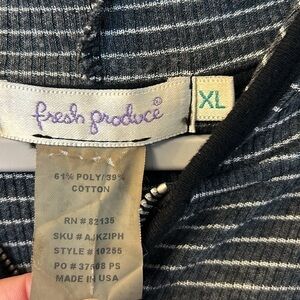 fresh produce®
XL
61% POLY/39%
COTTON
RN # 82135
SKU # AJKZIPH
STYLE # 10255
PO # 37508 PS
MADE IN USA